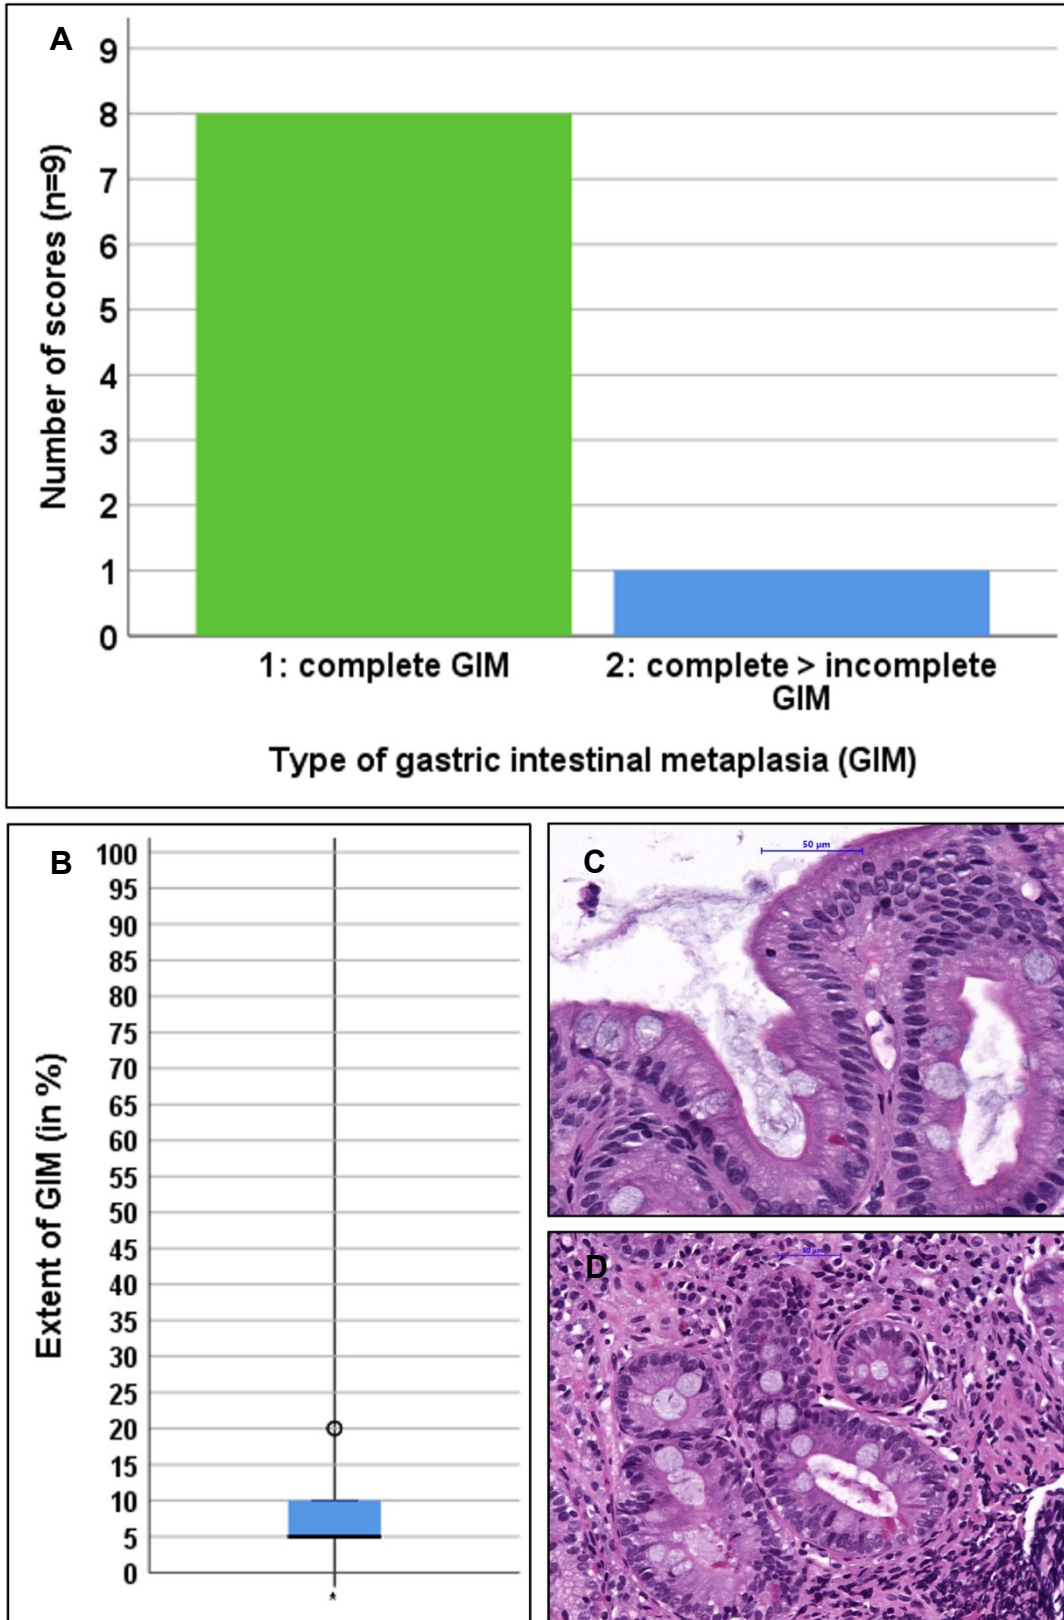 A
9
8
7
6
5
4
3
2
1
0
Number of scores (n=9)
1: complete GIM
2: complete > incomplete
GIM
Type of gastric intestinal metaplasia (GIM)
B
100
95
90
85
80
75
70
65
60
55
50
45
40
35
30
25
20
15
10
5
0
Extent of GIM (in %)
*
C
50 µm
D
50 µm